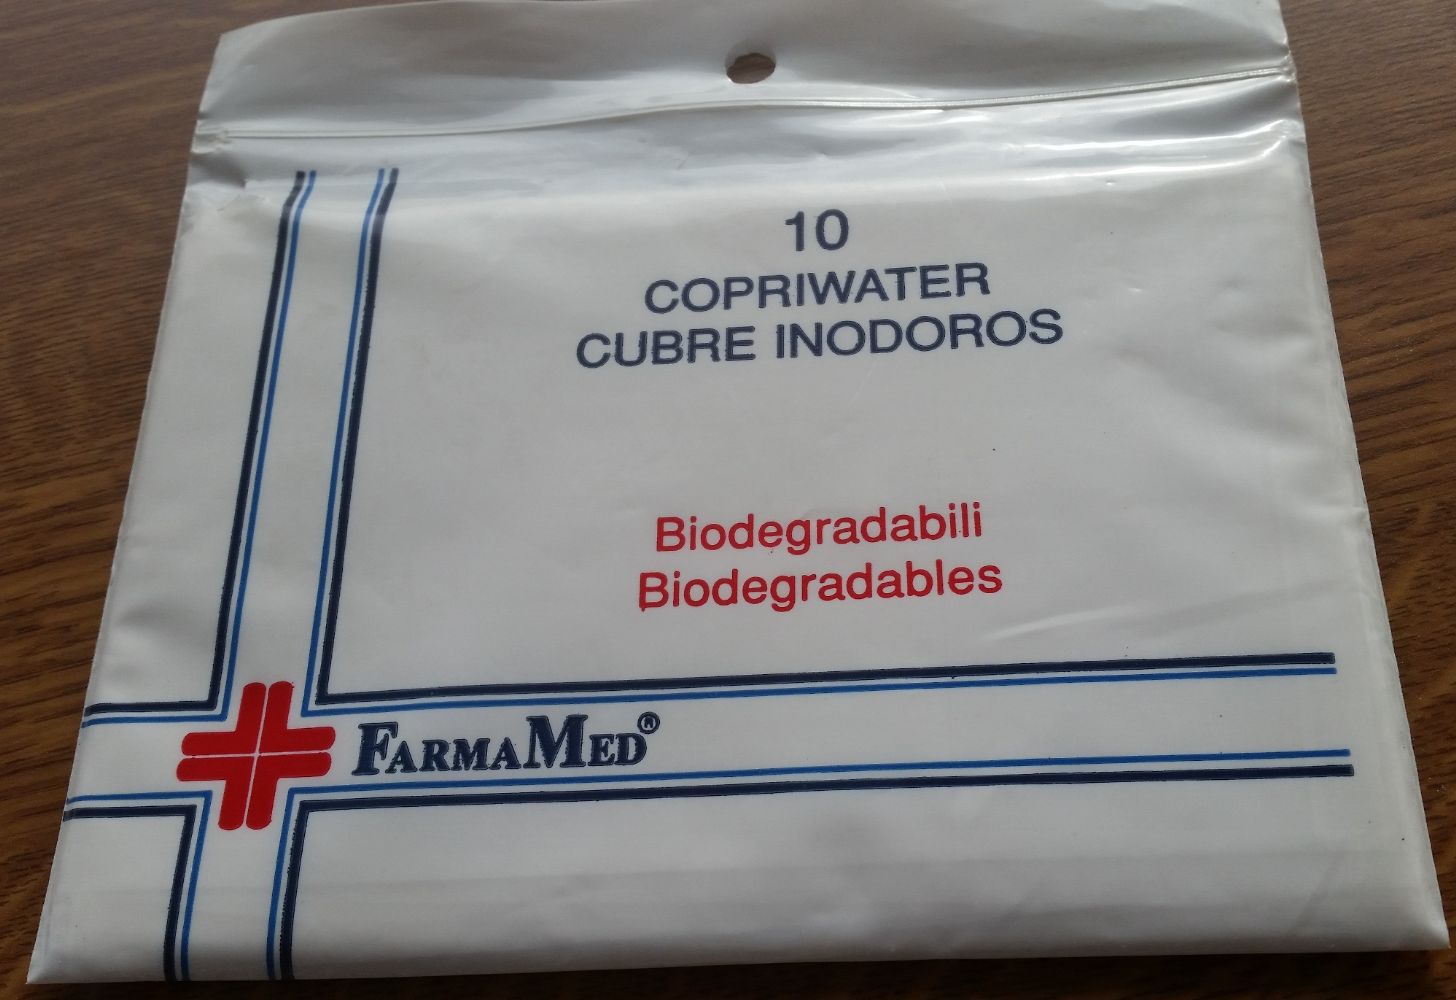 10
COPRIWATER
CUBRE INODOROS
Biodegradabili
Biodegradables
FARMAMED®